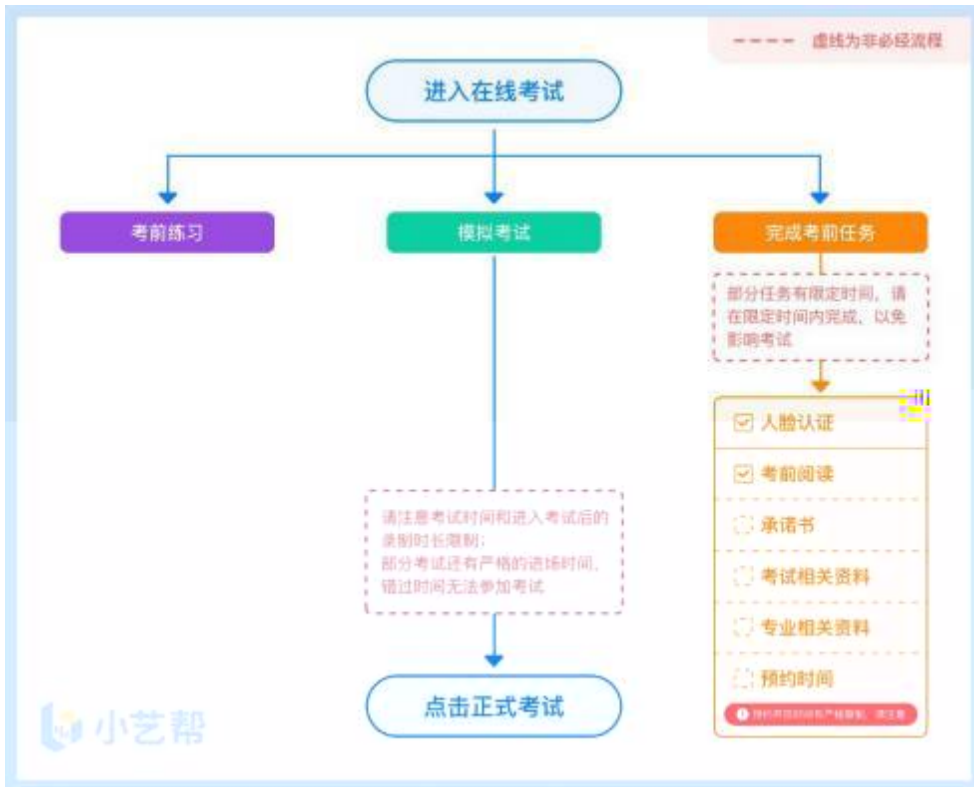 虚线为非必经流程
进入在线考试
考前练习
模拟考试
完成考前任务
部分任务有限定时间，请
在限定时间内完成，以免
影响考试
人脸认证
考前阅读
承诺书
考试相关资料
专业相关资料
预约时间
请注意考试时间和进入考试后的
录制时长限制；
部分考试还有严格的进场时间，
错过时间无法参加考试
点击正式考试
小艺帮